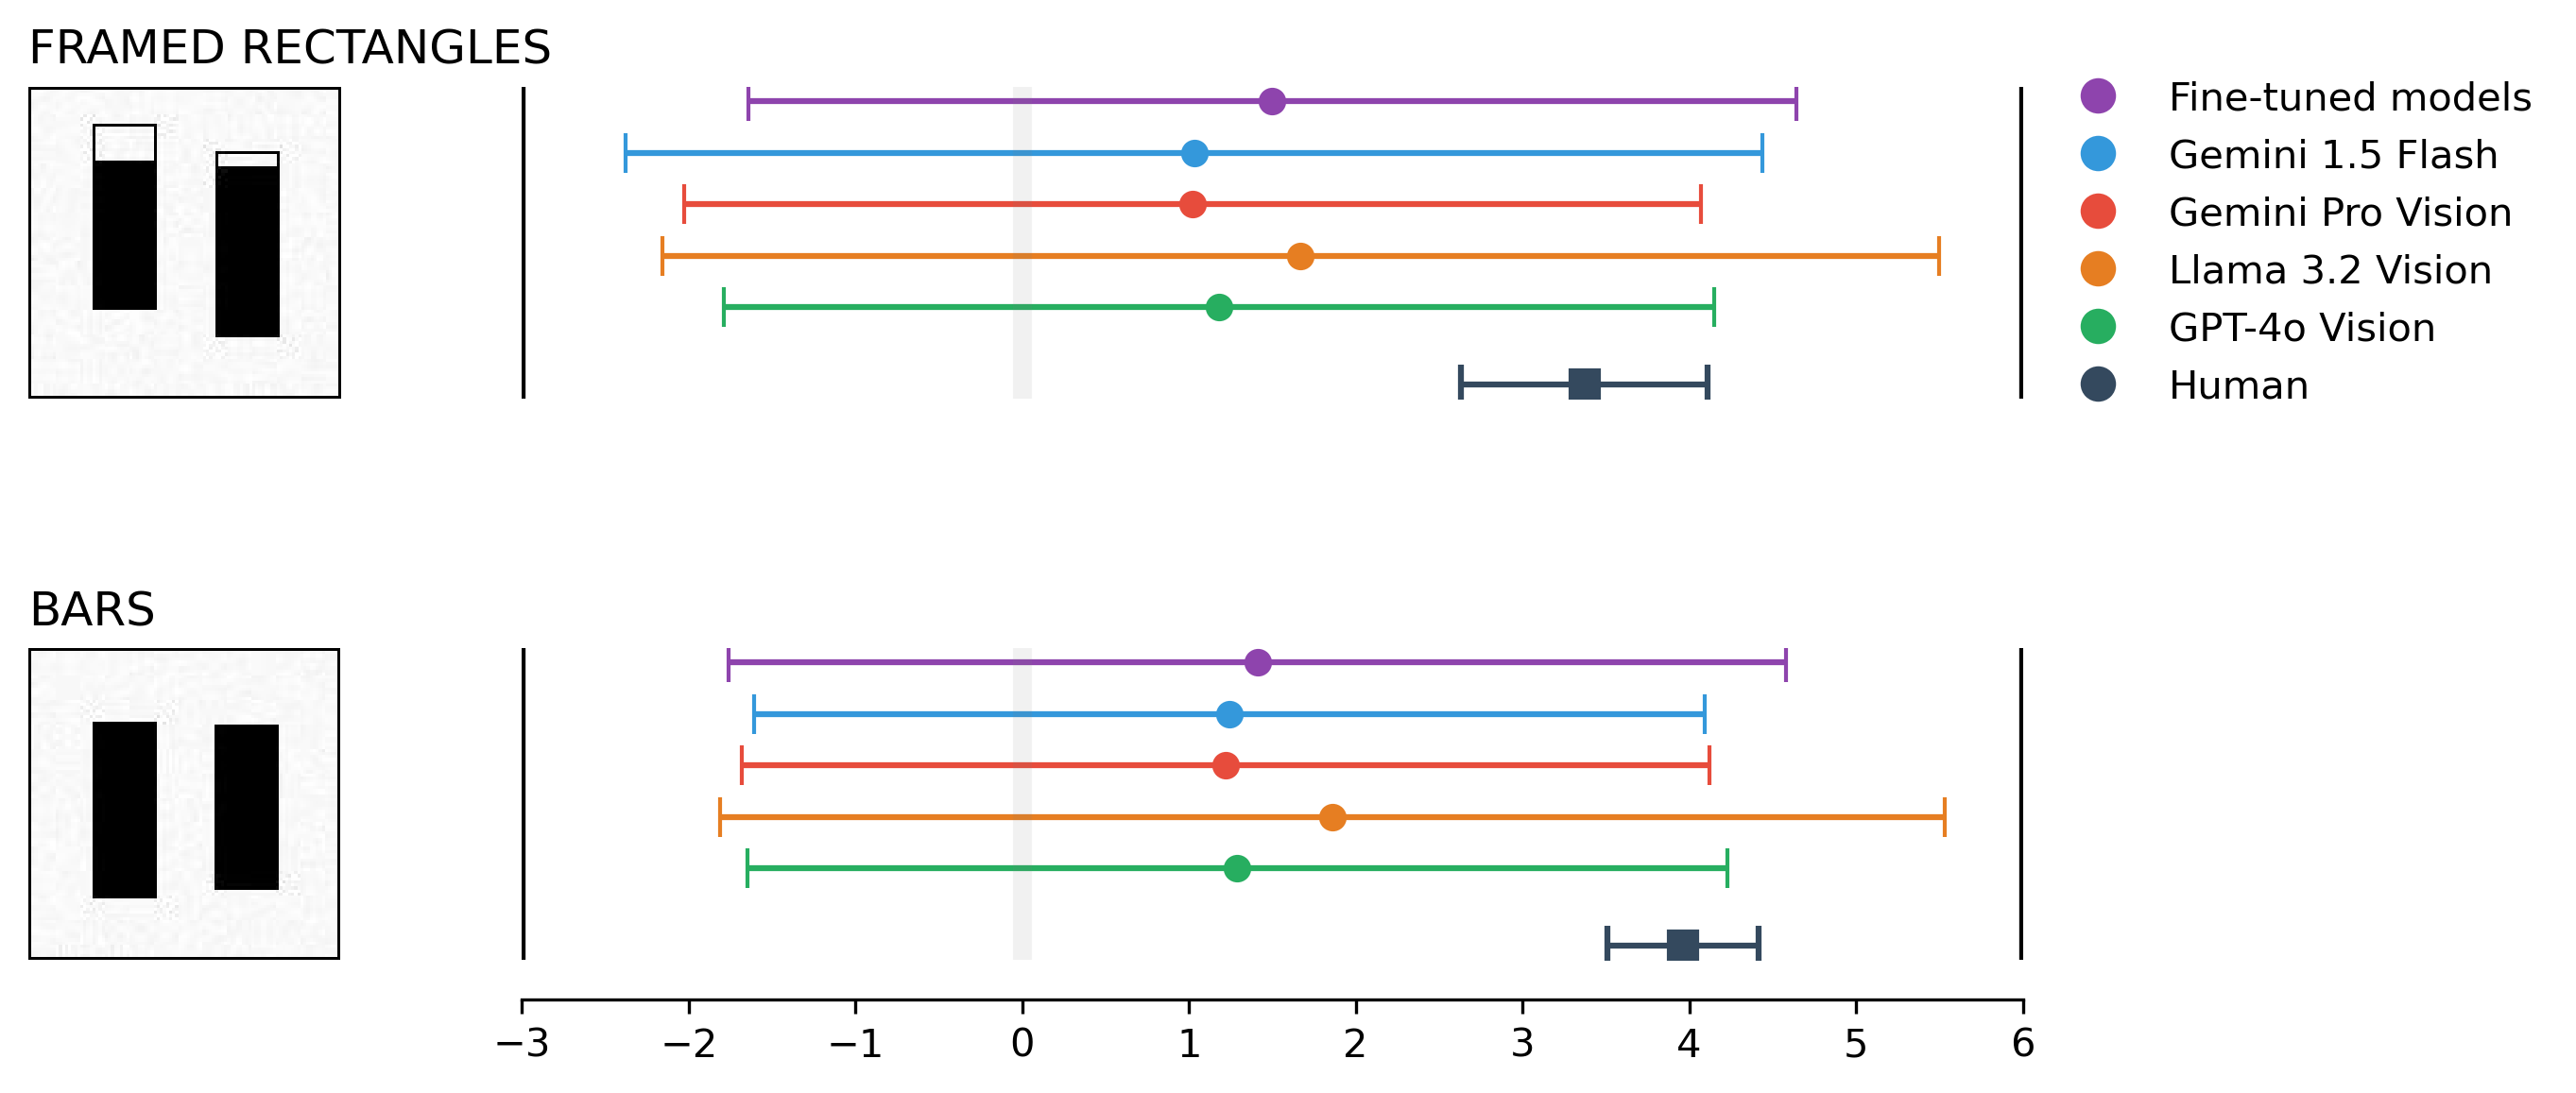 FRAMED RECTANGLES
Fine-tuned models
Gemini 1.5 Flash
Gemini Pro Vision
Llama 3.2 Vision
GPT-4o Vision
Human
BARS
−3 −2 −1 0 1 2 3 4 5 6